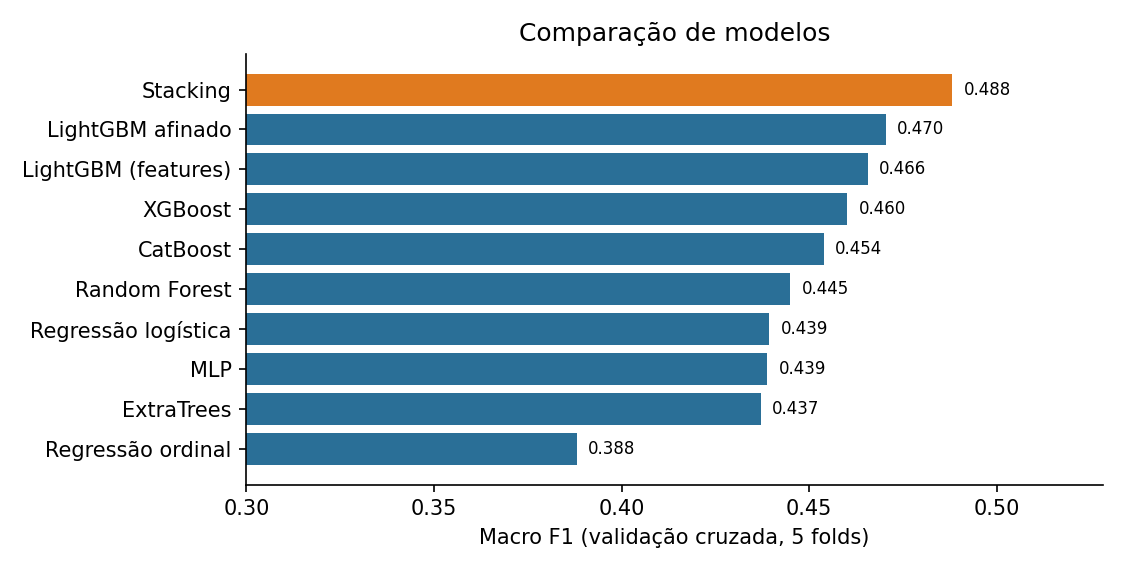 Comparação de modelos
Stacking 0.488
LightGBM afinado 0.470
LightGBM (features) 0.466
XGBoost 0.460
CatBoost 0.454
Random Forest 0.445
Regressão logística 0.439
MLP 0.439
ExtraTrees 0.437
Regressão ordinal 0.388
0.30 0.35 0.40 0.45 0.50
Macro F1 (validação cruzada, 5 folds)